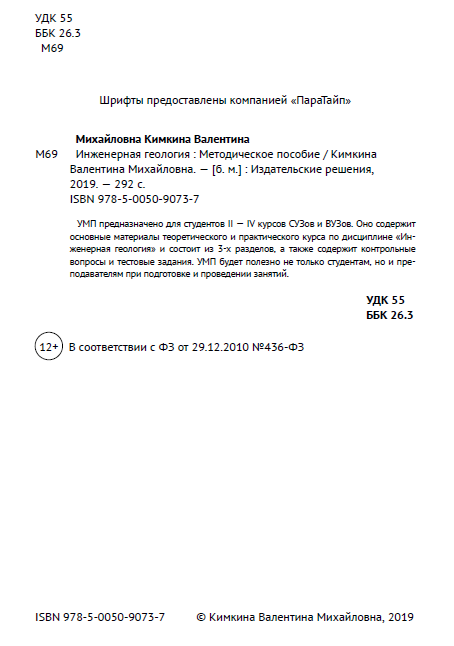 УДК 55
ББК 26.3
М69
Шрифты предоставлены компанией «ПараТайп»
Михайловна Кимкина Валентина
М69 Инженерная геология : Методическое пособие / Кимкина
Валентина Михайловна. — [б. м.] : Издательские решения,
2019. — 292 с.
ISBN 978-5-0050-9073-7
УМП предназначено для студентов II — IV курсов СУЗов и ВУЗов. Оно содержит
основные материалы теоретического и практического курса по дисциплине «Ин-
женерная геология» и состоит из 3-х разделов, а также содержит контрольные
вопросы и тестовые задания. УМП будет полезно не только студентам, но и пре-
подавателям при подготовке и проведении занятий.
УДК 55
ББК 26.3
12+ В соответствии с ФЗ от 29.12.2010 №436-ФЗ
ISBN 978-5-0050-9073-7 © Кимкина Валентина Михайловна, 2019